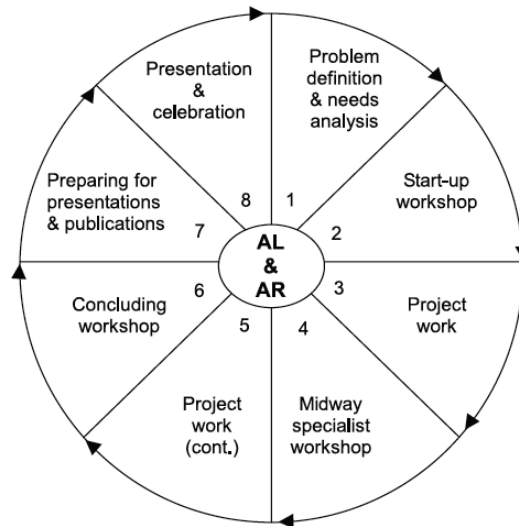 Problem
definition
& needs
analysis
1
Start-up
workshop
2
Project
work
3
Midway
specialist
workshop
4
Project
work
(cont.)
5
Concluding
workshop
6
Preparing for
presentations
& publications
7
Presentation
&
celebration
8
AL
&
AR